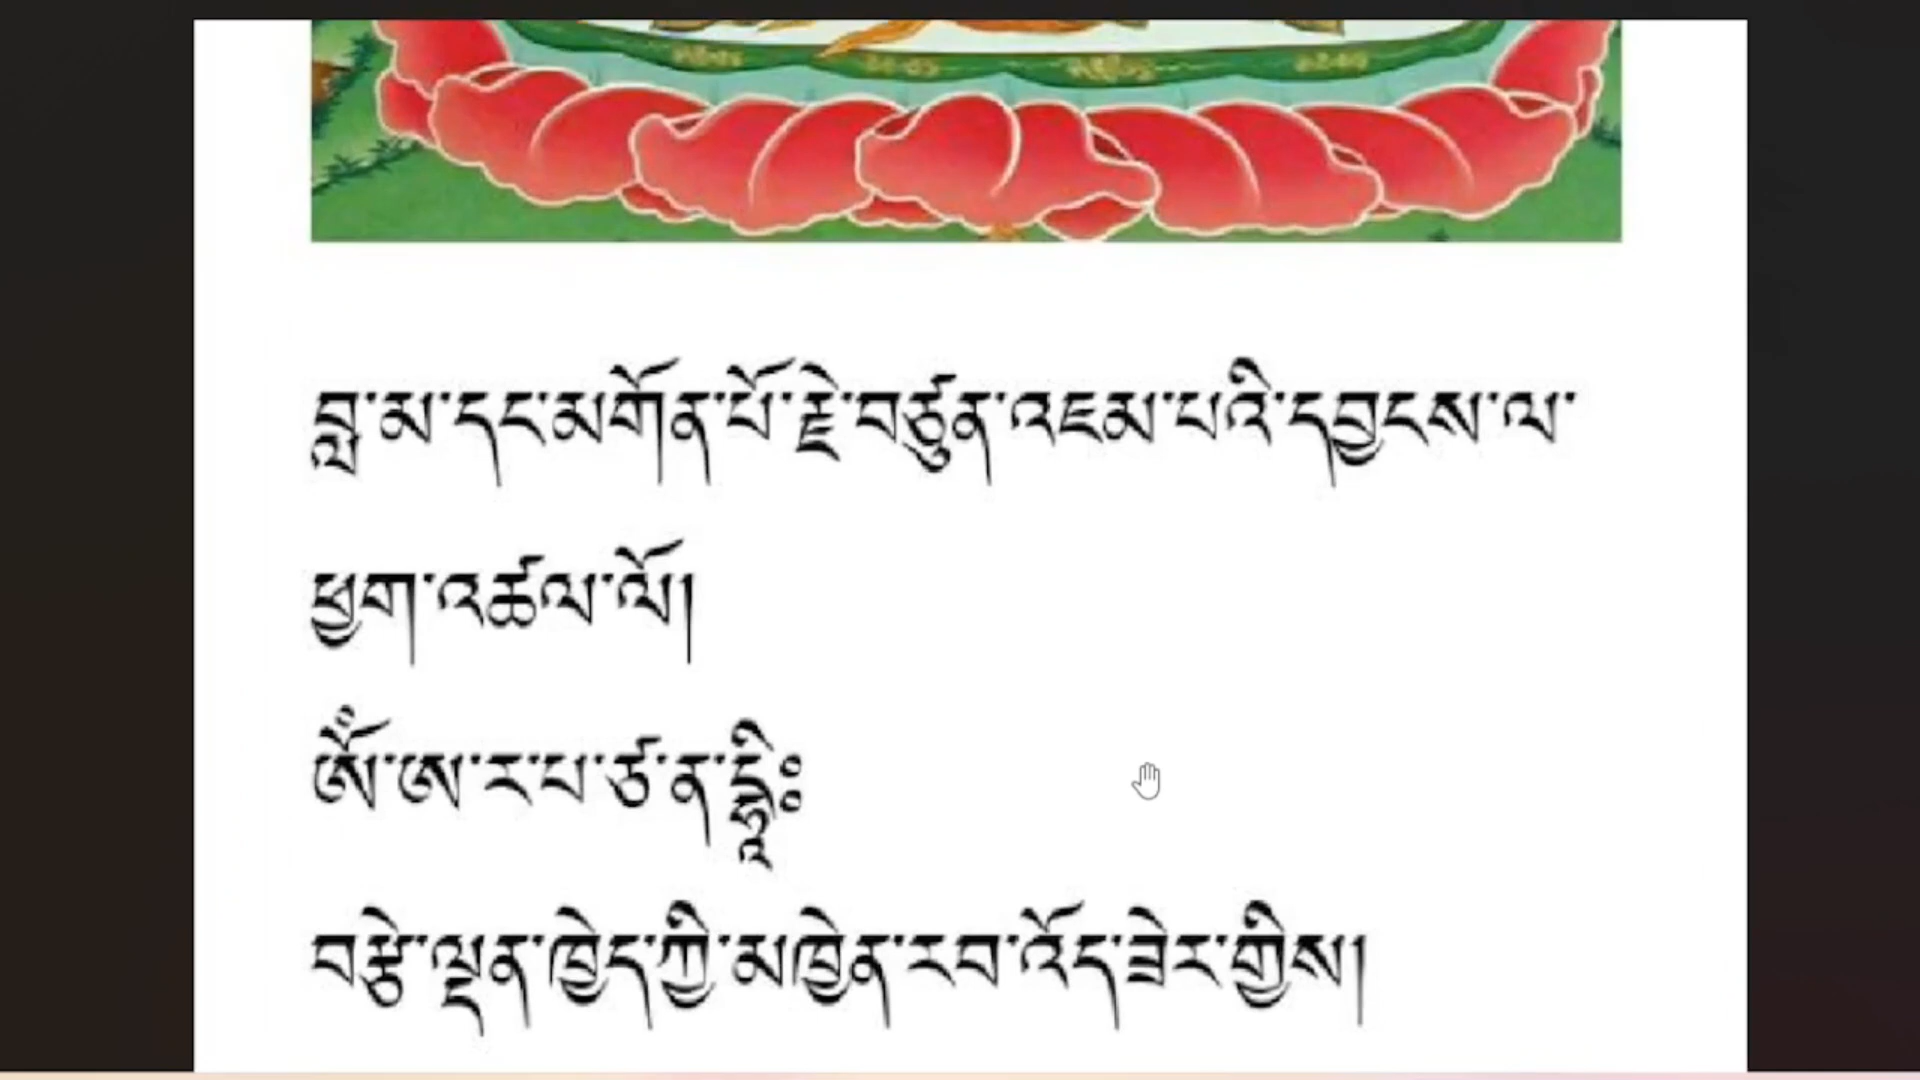 བླ་མ་དང་མགོན་པོ་རྗེ་བཙུན་འཇམ་པའི་དབྱངས་ལ་
ཕྱག་འཚལ་ལོ།
ༀ་ཨ་ར་པ་ཙ་ན་དྷཱིཿ
བརྩེ་ལྡན་ཁྱེད་ཀྱི་མཁྱེན་རབ་འོད་ཟེར་གྱིས།